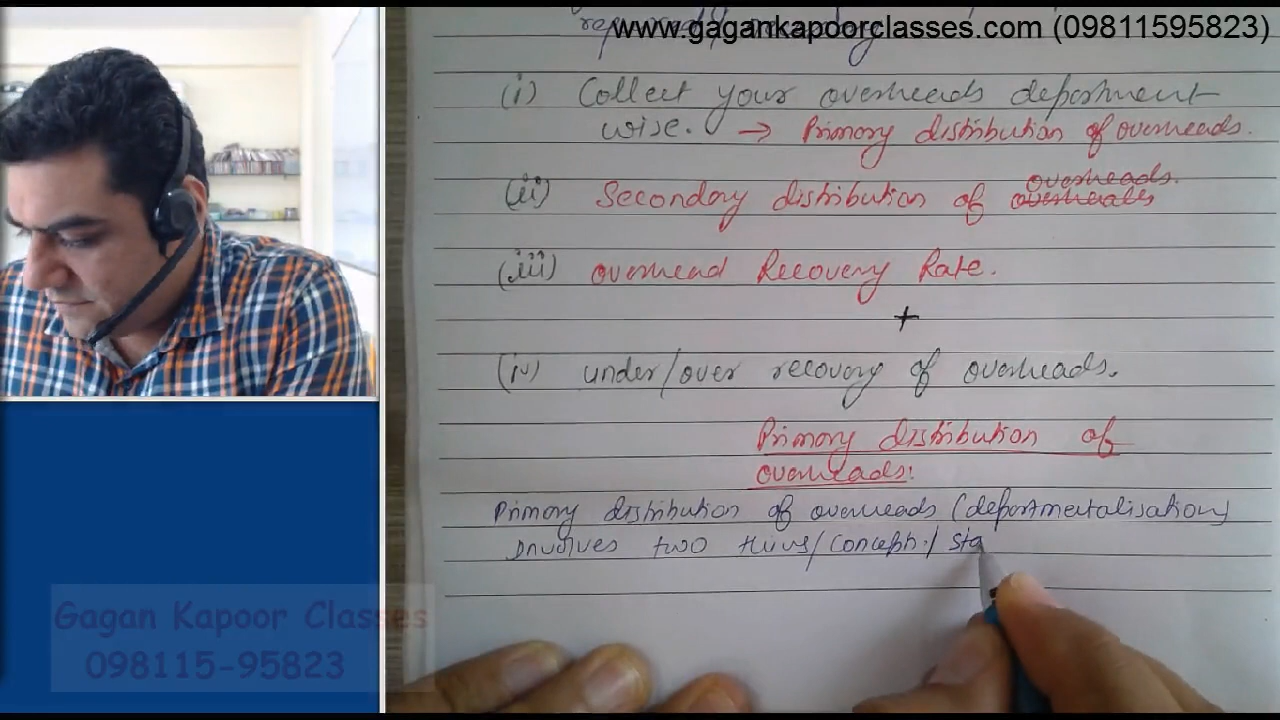 www.gagankapoorclasses.com (09811595823)
(i) Collect your overheads department
wise. → Primary distribution of overheads.
overheads.
(ii) Secondary distribution of overheads
(iii) overhead Recovery Rate.
+
(iv) under/over recovery of overheads.
Primary distribution of
overheads:
Primary distribution of overheads (departmentalisation)
Involves two things/concepts/sta
Gagan Kapoor Classes
098115-95823